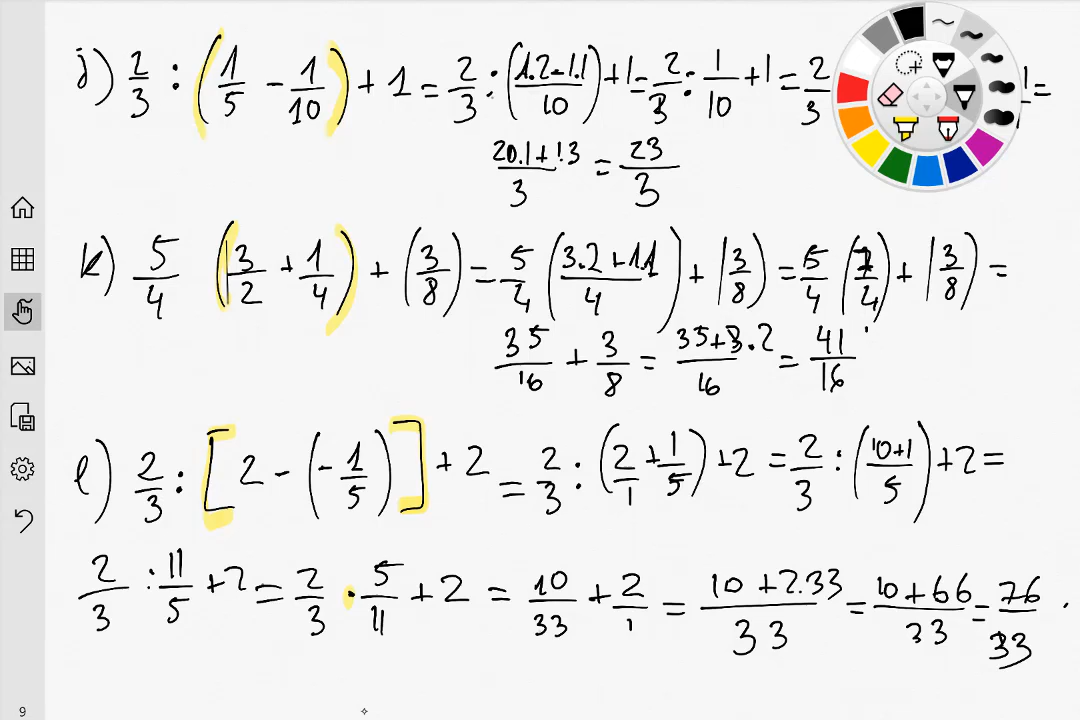 j) 2/3 : (1/5 - 1/10) + 1 = 2/3 : (1.2-1.1/10) + 1 = 2/3 : 1/10 + 1 = 2/3 =
20.1+1.3/3 = 23/3
k) 5/4 (3/2 + 1/4) + (3/8) = 5/4 (3.2+1.1/4) + (3/8) = 5/4 (7/4) + (3/8) =
35/16 + 3/8 = 35+3.2/16 = 41/16
l) 2/3 : [2 - (-1/5)] + 2 = 2/3 : (2/1 + 1/5) + 2 = 2/3 : (10+1/5) + 2 =
2/3 : 11/5 + 2 = 2/3 · 5/11 + 2 = 10/33 + 2/1 = 10+2.33/33 = 10+66/33 = 76/33 .
9